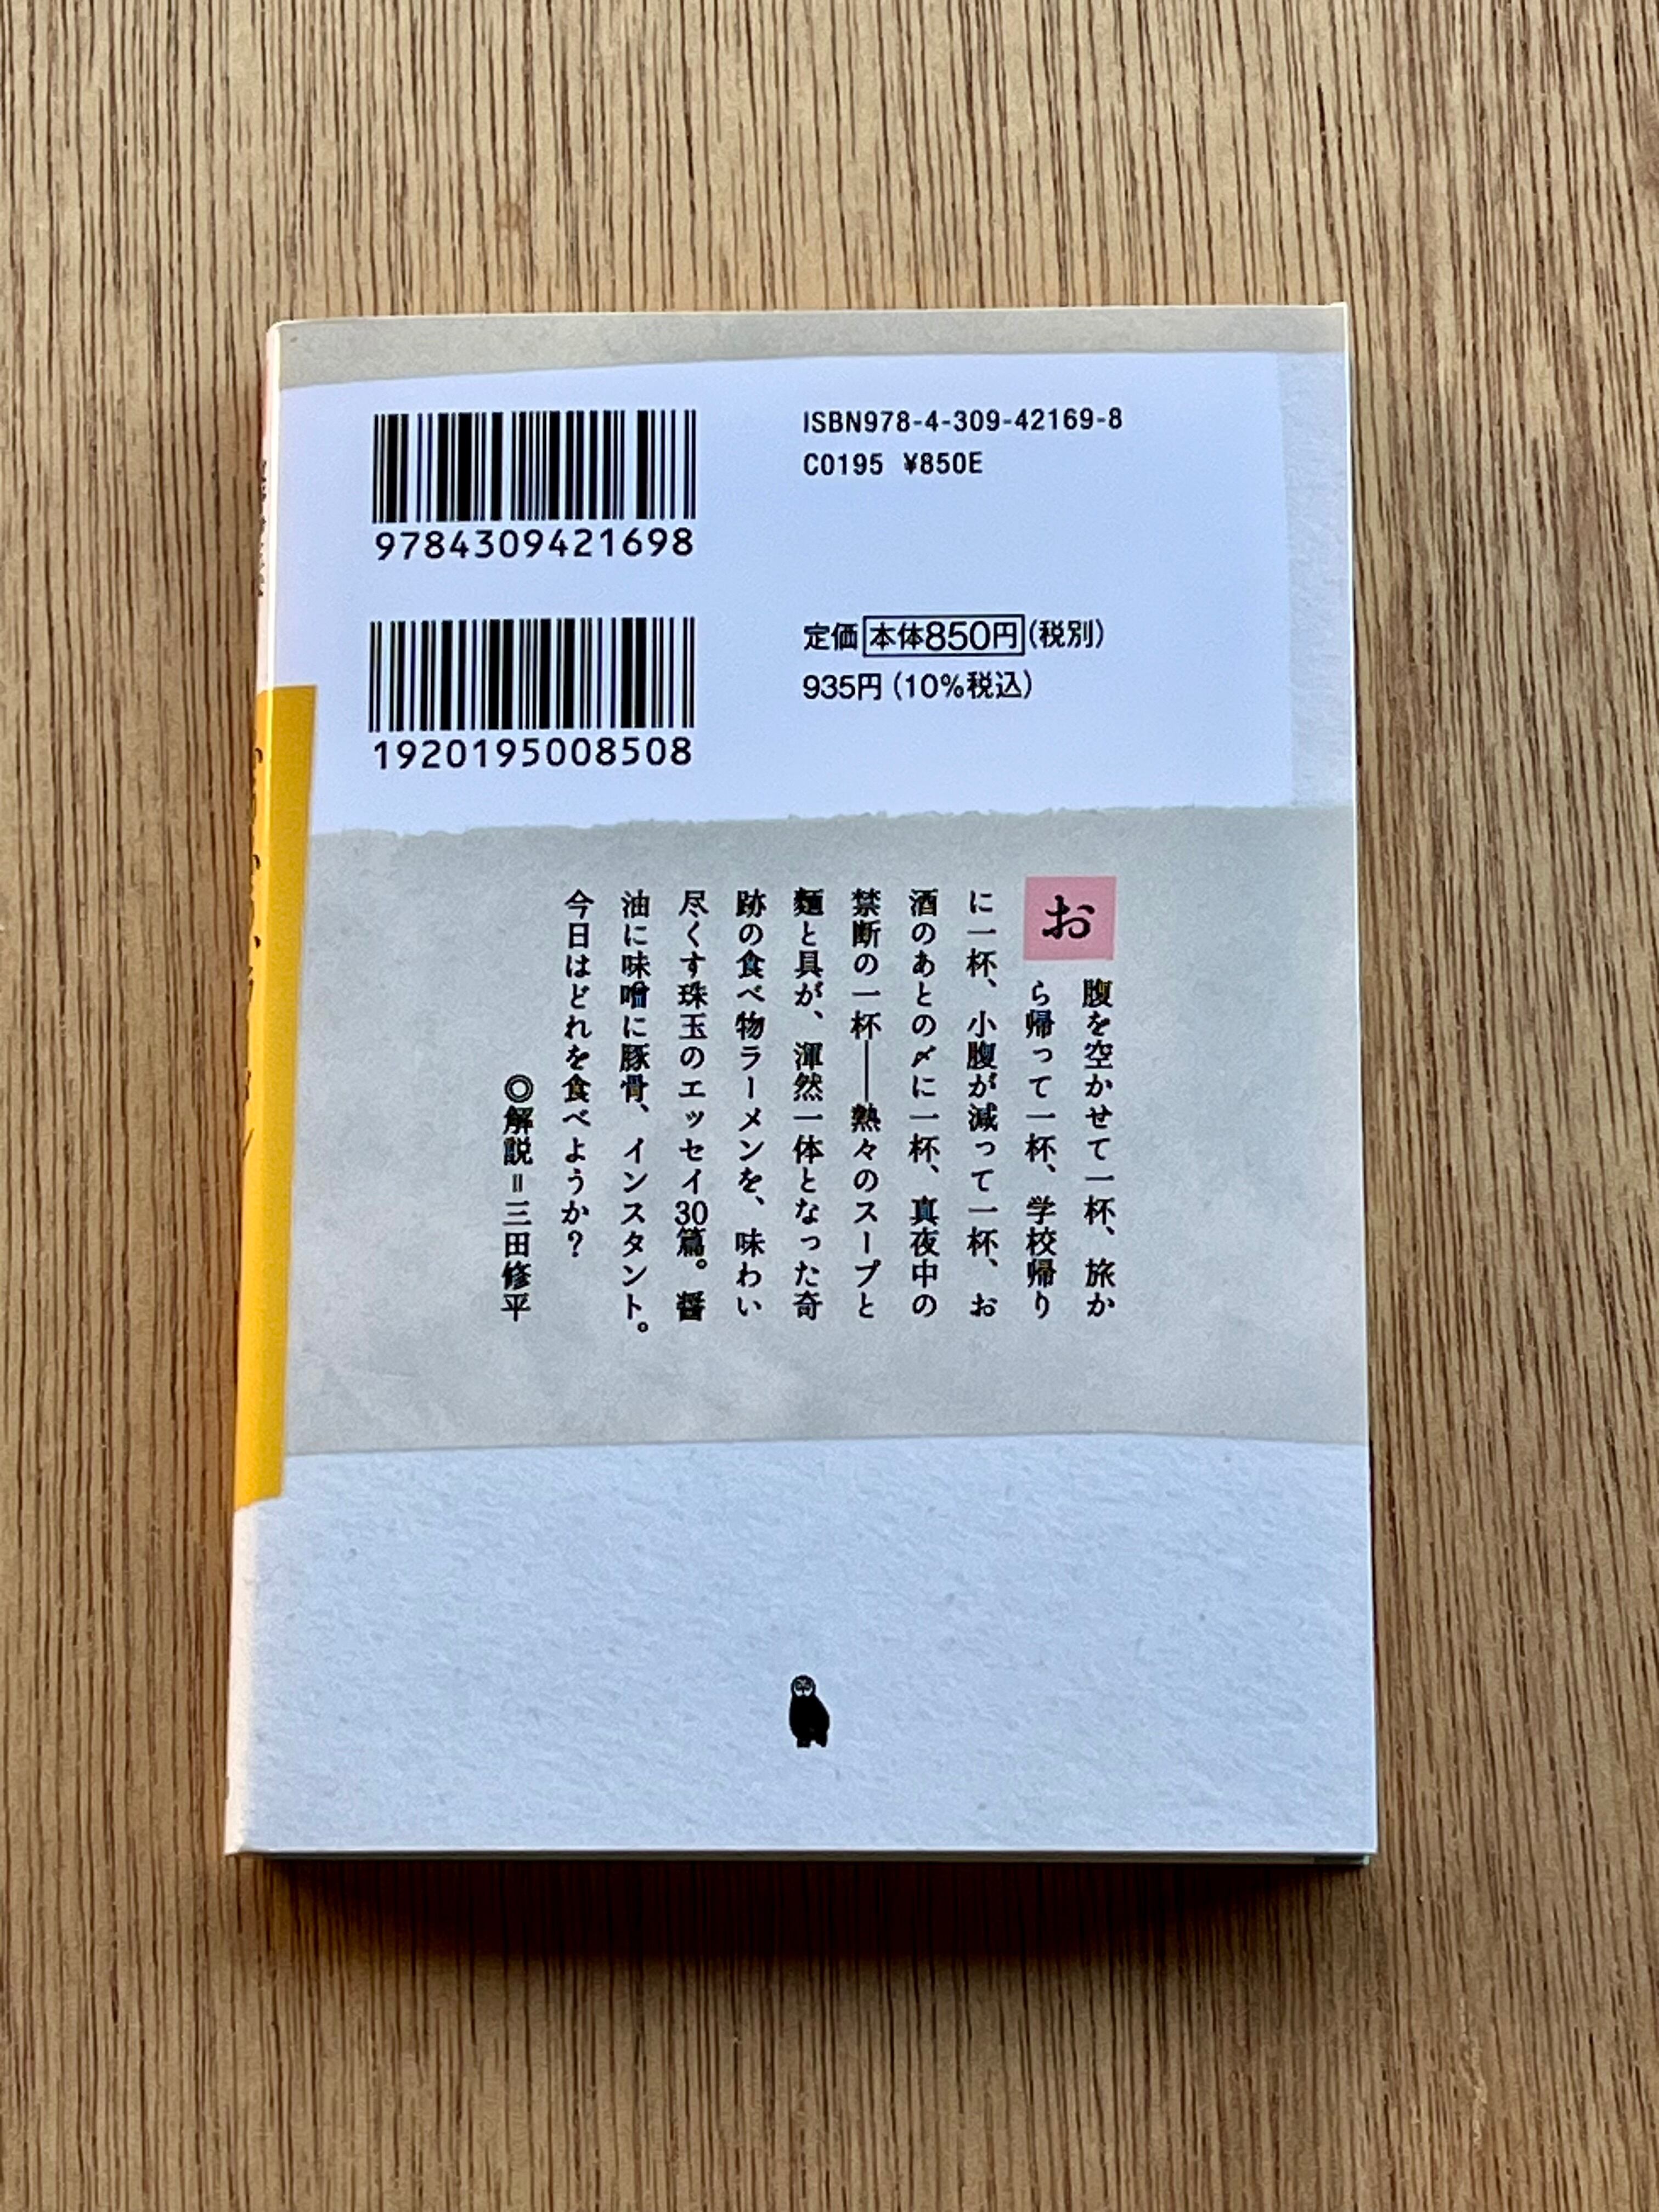 ISBN978-4-309-42169-8
C0195 ¥850E
9784309421698
定価本体850円(税別)
935円(10%税込)
1920195008508
お腹を空かせて一杯、旅か
ら帰って一杯、学校帰り
に一杯、小腹が減って一杯、お
酒のあとの〆に一杯、真夜中の
禁断の一杯――熱々のスープと
麵と具が、渾然一体となった奇
跡の食べ物ラーメンを、味わい
尽くす珠玉のエッセイ30篇。醤
油に味噌に豚骨、インスタント。
今日はどれを食べようか？
◎解説＝三田修平